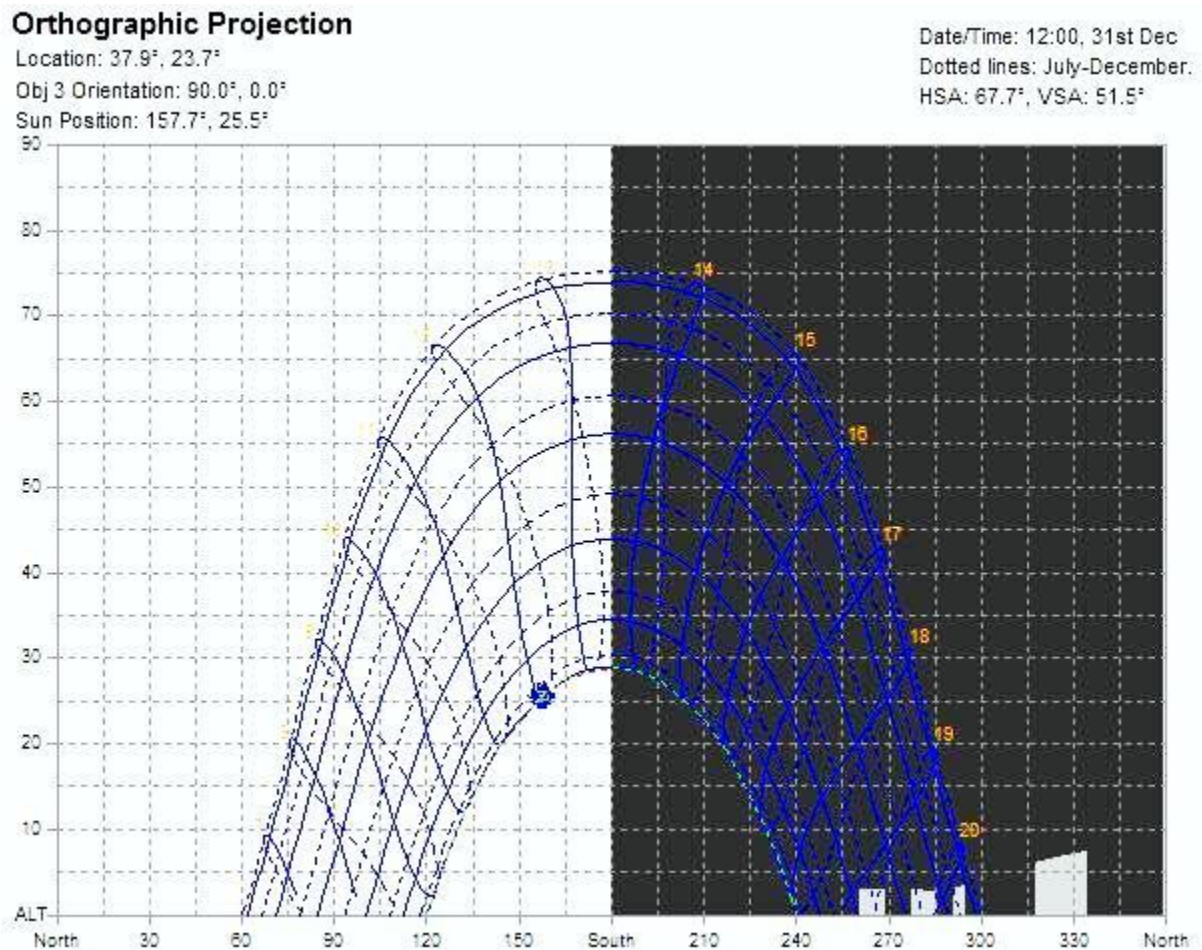 Orthographic Projection
Location: 37.9°, 23.7°
Obj 3 Orientation: 90.0°, 0.0°
Sun Position: 157.7°, 25.5°
Date/Time: 12:00, 31st Dec
Dotted lines: July-December.
HSA: 67.7°, VSA: 51.5°
90
80
70
60
50
40
30
20
10
ALT
14
15
16
17
18
19
20
North 30 60 90 120 150 South 210 240 270 300 330 North